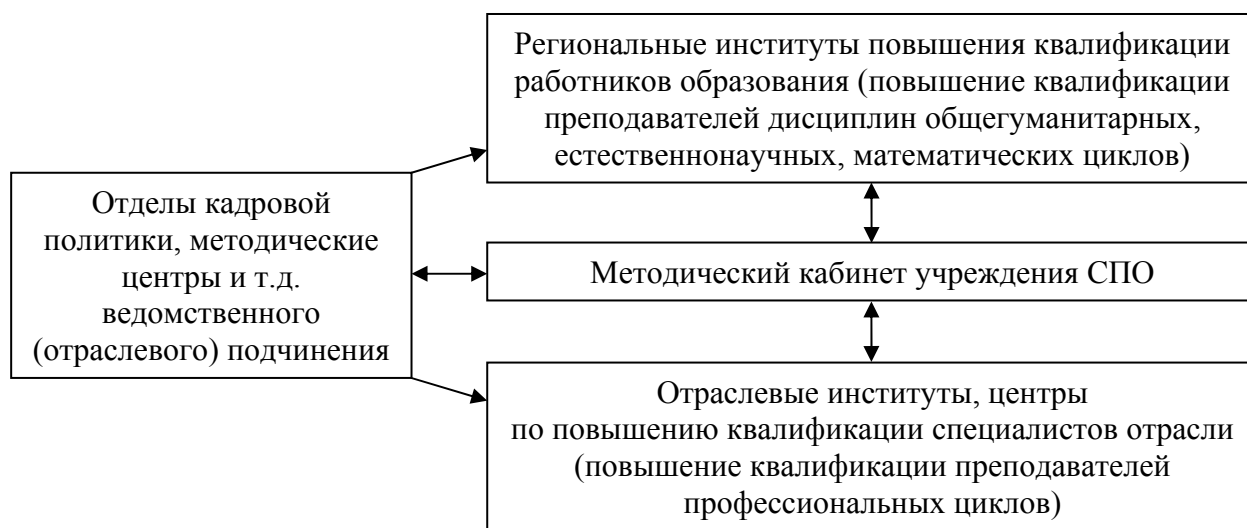 Региональные институты повышения квалификации
работников образования (повышение квалификации
преподавателей дисциплин общегуманитарных,
естественнонаучных, математических циклов)
Отделы кадровой
политики, методические
центры и т.д.
ведомственного
(отраслевого) подчинения
Методический кабинет учреждения СПО
Отраслевые институты, центры
по повышению квалификации специалистов отрасли
(повышение квалификации преподавателей
профессиональных циклов)